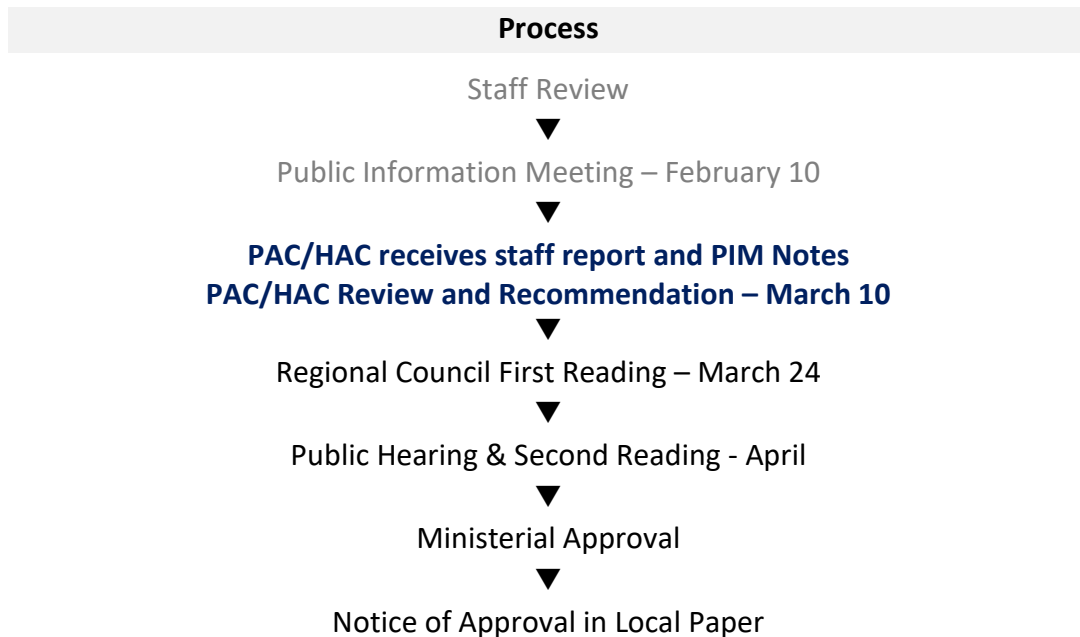 Process
Staff Review
Public Information Meeting – February 10
PAC/HAC receives staff report and PIM Notes
PAC/HAC Review and Recommendation – March 10
Regional Council First Reading – March 24
Public Hearing & Second Reading - April
Ministerial Approval
Notice of Approval in Local Paper